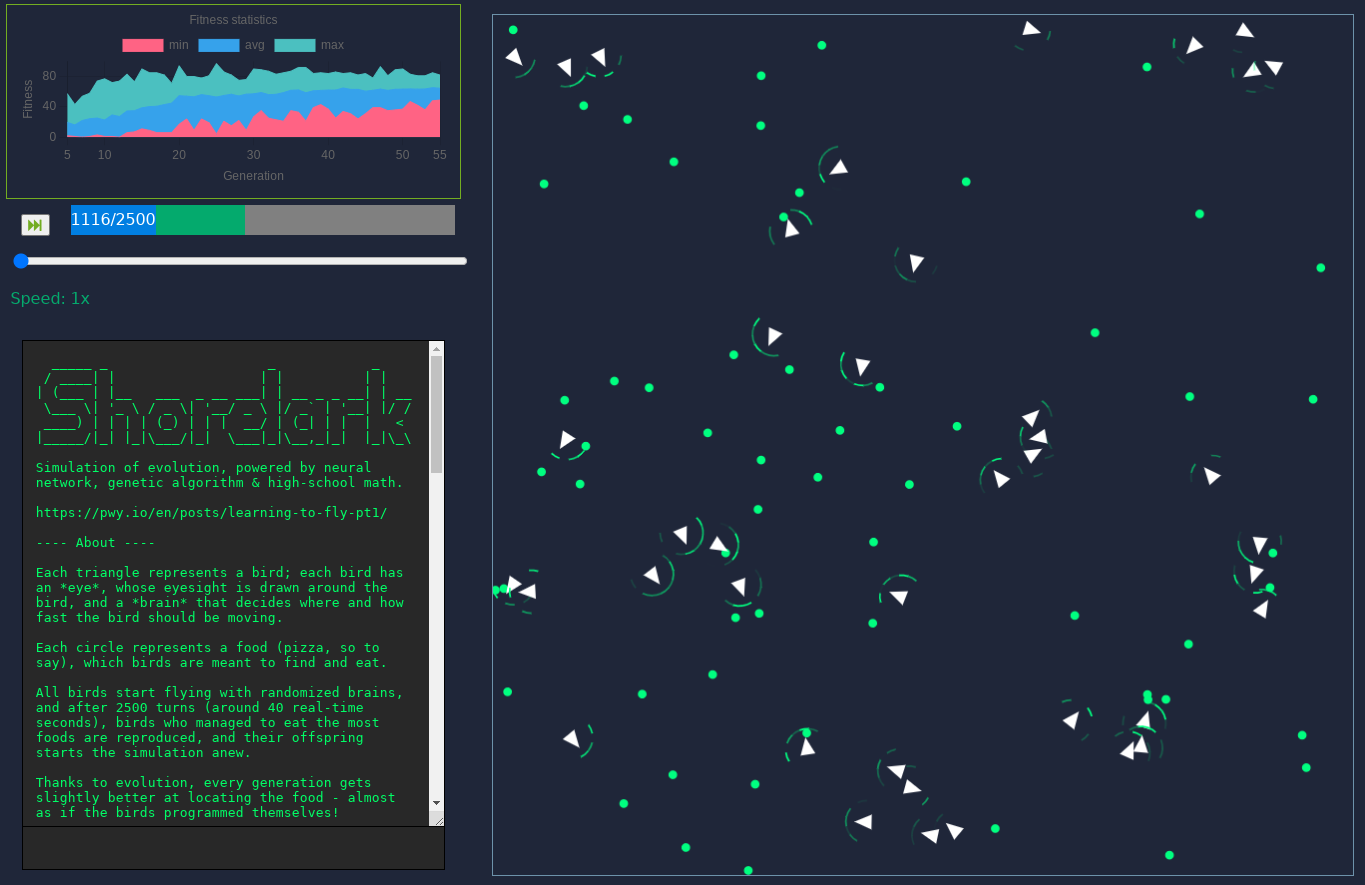 Fitness statistics
min avg max
Fitness
80
40
0
5 10 20 30 40 50 55
Generation
1116/2500
Speed: 1x
Shorelark
Simulation of evolution, powered by neural
network, genetic algorithm & high-school math.
https://pwy.io/en/posts/learning-to-fly-pt1/
---- About ----
Each triangle represents a bird; each bird has
an *eye*, whose eyesight is drawn around the
bird, and a *brain* that decides where and how
fast the bird should be moving.
Each circle represents a food (pizza, so to
say), which birds are meant to find and eat.
All birds start flying with randomized brains,
and after 2500 turns (around 40 real-time
seconds), birds who managed to eat the most
foods are reproduced, and their offspring
starts the simulation anew.
Thanks to evolution, every generation gets
slightly better at locating the food - almost
as if the birds programmed themselves!